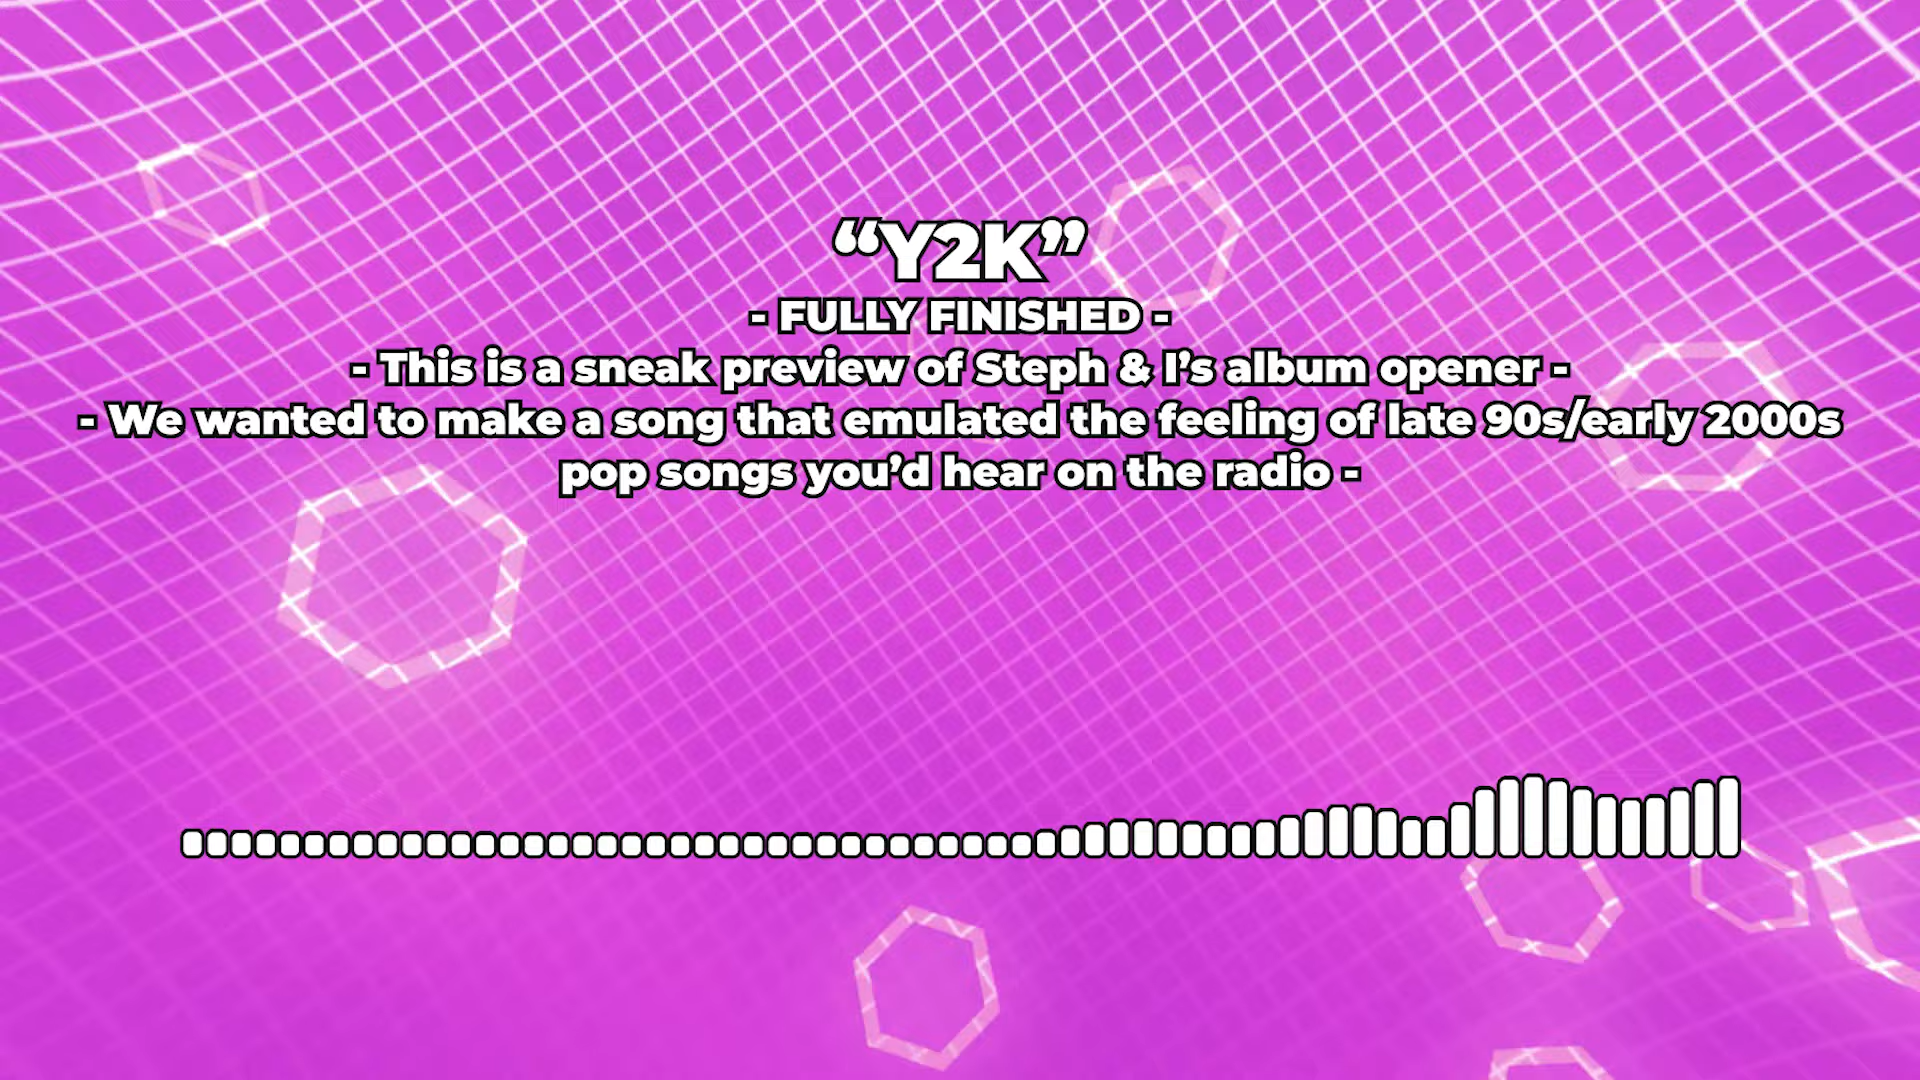 “Y2K”
- FULLY FINISHED -
- This is a sneak preview of Steph & I’s album opener -
- We wanted to make a song that emulated the feeling of late 90s/early 2000s
pop songs you’d hear on the radio -